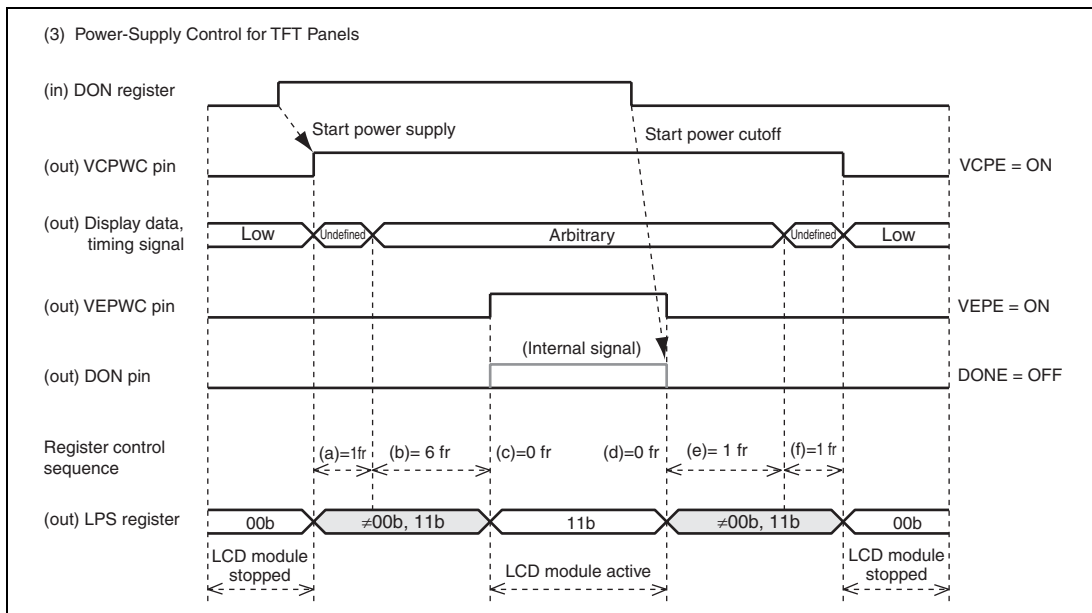 (3) Power-Supply Control for TFT Panels
(in) DON register
Start power supply
Start power cutoff
(out) VCPWC pin
VCPE = ON
(out) Display data,
timing signal
Low
Undefined
Arbitrary
Undefined
Low
(out) VEPWC pin
VEPE = ON
(Internal signal)
(out) DON pin
DONE = OFF
Register control
sequence
(a)=1fr
(b)= 6 fr
(c)=0 fr
(d)=0 fr
(e)= 1 fr
(f)=1 fr
(out) LPS register
00b
≠00b, 11b
11b
≠00b, 11b
00b
LCD module
stopped
LCD module active
LCD module
stopped